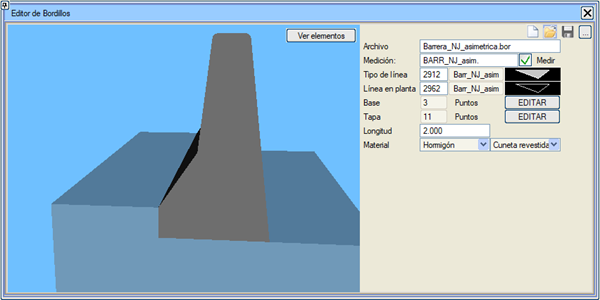 Editor de Bordillos
Ver elementos
...
Archivo Barrera_NJ_asimetrica.bor
Medición: BARR_NJ_asim. Medir
Tipo de línea 2912 Barr_NJ_asim
Línea en planta 2962 Barr_NJ_asim
Base 3 Puntos EDITAR
Tapa 11 Puntos EDITAR
Longitud 2.000
Material Hormigón Cuneta revestida